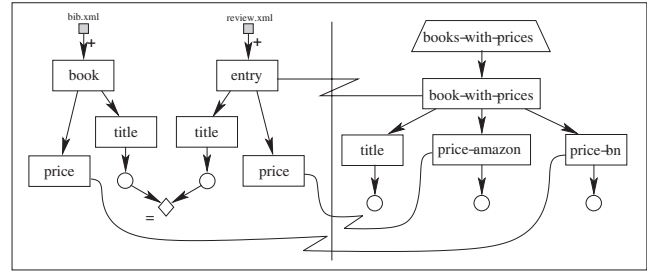 bib.xml
review.xml
+
+
books-with-prices
book
entry
book-with-prices
title
title
title
price-amazon
price-bn
price
price
=